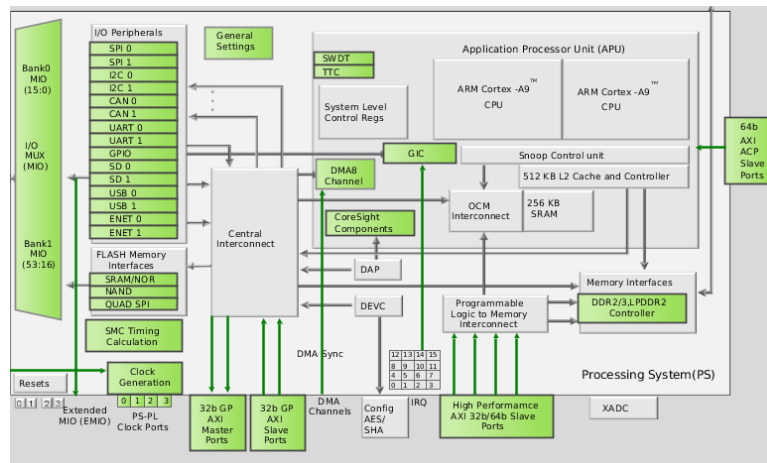 I/O Peripherals
SPI 0
SPI 1
I2C 0
I2C 1
CAN 0
CAN 1
UART 0
UART 1
GPIO
SD 0
SD 1
USB 0
USB 1
ENET 0
ENET 1
Bank0
MIO
(15:0)
I/O
MUX
(MIO)
Bank1
MIO
(53:16)
FLASH Memory
Interfaces
SRAM/NOR
NAND
QUAD SPI
SMC Timing
Calculation
General
Settings
Application Processor Unit (APU)
SWDT
TTC
System Level
Control Regs
ARM Cortex -A9 TM
CPU
ARM Cortex -A9 TM
CPU
GIC
Snoop Control unit
512 KB L2 Cache and Controller
DMA8
Channel
OCM
Interconnect
256 KB
SRAM
CoreSight
Components
Central
Interconnect
DAP
DEVC
Programmable
Logic to Memory
Interconnect
Memory Interfaces
DDR2/3,LPDDR2
Controller
64b
AXI
ACP
Slave
Ports
DMA Sync
12 13 14 15
8 9 10 11
4 5 6 7
0 1 2 3
Processing System(PS)
Resets
0 1 2 3
Clock
Generation
0 1 2 3
Extended
MIO (EMIO)
PS-PL
Clock Ports
32b GP
AXI
Master
Ports
32b GP
AXI
Slave
Ports
DMA
Channels
Config
AES/
SHA
IRQ
High Performamce
AXI 32b/64b Slave
Ports
XADC